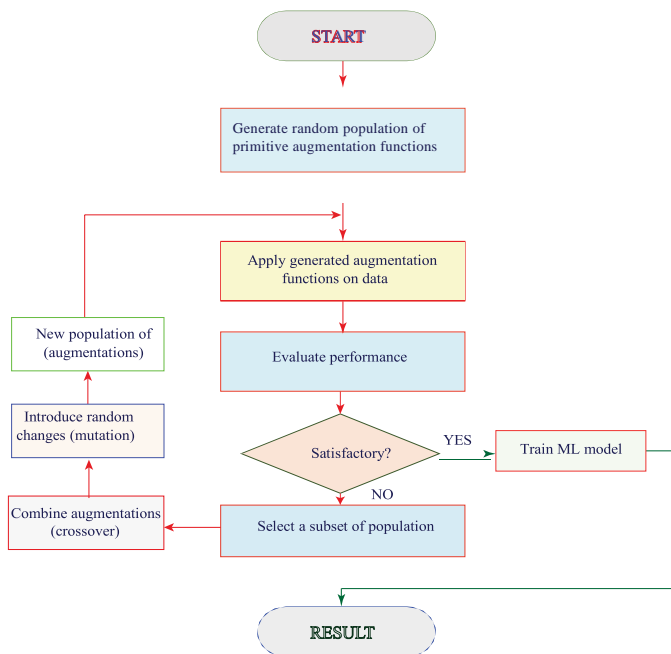 START
Generate random population of
primitive augmentation functions
Apply generated augmentation
functions on data
Evaluate performance
Satisfactory?
YES
Train ML model
NO
Select a subset of population
Combine augmentations
(crossover)
Introduce random
changes (mutation)
New population of
(augmentations)
RESULT